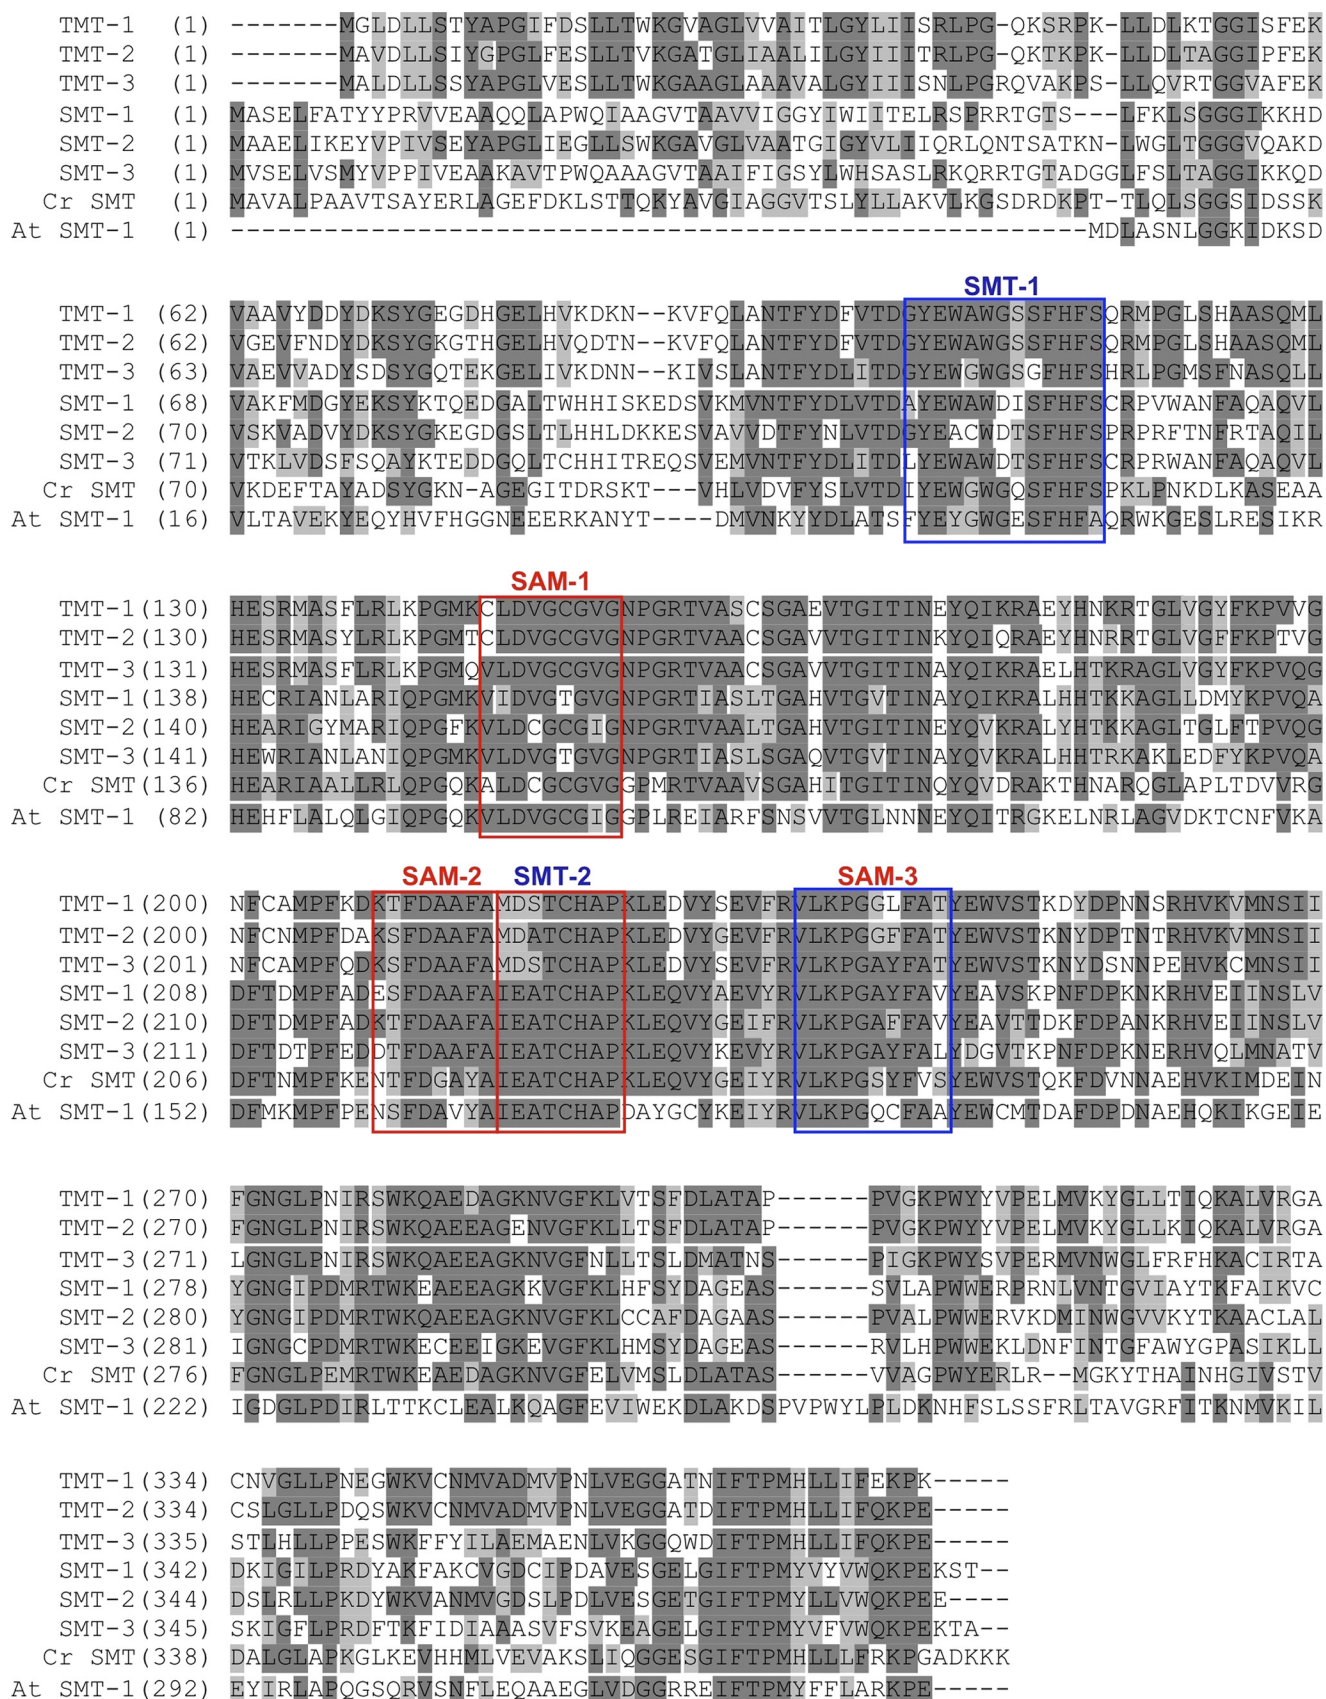 TMT-1 (1) -------MGLDLLSTYAPGIFDSLLTWKGVAGLVVAITLGYLIISRLPG-QKSRPK-LLDLKTGGISFEK
TMT-2 (1) -------MAVDLLSIYGPGLFESLLTVKGATGLIAALILGYIIITRLPG-QKTKPK-LLDLTAGGIPFEK
TMT-3 (1) -------MALDLLSSYAPGLVESLLTWKGAAGLAAAVALGYIIISNLPGRQVAKPS-LLQVRTGGVAFEK
SMT-1 (1) MASELFATYYPRVVEAAQQLAPWQIAAGVTAAVVIGGYIWIITELRSPRRTGTS---LFKLSGGGIKKHD
SMT-2 (1) MAAELIKEYVPIVSEYAPGLIEGLLSWKGAVGLVAATGIGYVLIIQRLQNTSATKN-LWGLTGGGVQAKD
SMT-3 (1) MVSELVSMYVPPIVEAAKAVTPWQAAAGVTAAIFIGSYLWHSASLRKQRRTGTADGGLFSLTAGGIKKQD
Cr SMT (1) MAVALPAAVTSAYERLAGEFDKLSTTQKYAVGIAGGVTSLYLLAKVLKGSDRDKPT-TLQLSGGSIDSSK
At SMT-1 (1) -------------------------------------------------------MDLASNLGGKIDKSD
SMT-1
TMT-1 (62) VAAVYDDYDKSYGEGDHGELHVKDKN--KVFQLANTFYDFVTDGYEWAWGSSFHFSQRMPGLSHAASQML
TMT-2 (62) VGEVFNDYDKSYGKGTHGELHVQDTN--KVFQLANTFYDFVTDGYEWAWGSSFHFSQRMPGLSHAASQML
TMT-3 (63) VAEVVADYSDSYGQTEKGELIVKDNN--KIVSLANTFYDLITDGYEWGWGSGFHFSHRLPGMSFNASQLL
SMT-1 (68) VAKFMDGYEKSYKTQEDGALTWHHISKEDSVKMVNTFYDLVTDAYEWAWDISFHFSCRPVWANFAQAQVL
SMT-2 (70) VSKVADVYDKSYGKEGDGSLTLHHLDKKESVAVVDTFYNLVTDGYEACWDTSFHFSPRPRFTNFRTAQIL
SMT-3 (71) VTKLVDSFSQAYKTEDDGQLTCHHITREQSVEMVNTFYDLITDLYEWAWDTSFHFSCRPRWANFAQAQVL
Cr SMT (70) VKDEFTAYADSYGKN-AGEGITDRSKT---VHLVDVFYSLVTDIYEWGWGQSFHFSPKLPNKDLKASEAA
At SMT-1 (16) VLTAVEKYEQYHVFHGGNEEERKANYT----DMVNKYYDLATSFYEYGWGESFHFAQRWKGESLRESIKR
SAM-1
TMT-1(130) HESRMASFLRLKPGMKCLDVGCGVGNPGRTVASCSGAEVTGITINEYQIKRAEYHNKRTGLVGYFKPVVG
TMT-2(130) HESRMASYLRLKPGMTCLDVGCGVGNPGRTVAACSGAVVTGITINKYQIQRAEYHNRRTGLVGFFKPTVG
TMT-3(131) HESRMASFLRLKPGMQVLDVGCGVGNPGRTVAACSGAVVTGITINAYQIKRAELHTKRAGLVGYFKPVQG
SMT-1(138) HECRIANLARIQPGMKVIDVGTGVGNPGRTIASLTGAHVTGVTINAYQIKRALHHTKKAGLLDMYKPVQA
SMT-2(140) HEARIGYMARIQPGFKVLDCGCGIGNPGRTVAALTGAHVTGITINEYQVKRALYHTKKAGLTGLFTPVQG
SMT-3(141) HEWRIANLANIQPGMKVLDVGTGVGNPGRTIASLSGAQVTGVTINAYQVKRALHHTRKAKLEDFYKPVQA
Cr SMT(136) HEARIAALLRLQPGQKALDCGCGVGGPMRTVAAVSGAHITGITINQYQVDRAKTHNARQGLAPLTDVVRG
At SMT-1 (82) HEHFLALQLGIQPGQKVLDVGCGIGGPLREIARFSNSVVTGLNNNEYQITRGKELNRLAGVDKTCNFVKA
SAM-2 SMT-2 SAM-3
TMT-1(200) NFCAMPFKDKTFDAAFAMDSTCHAPKLEDVYSEVFRVLKPGGLFATYEWVSTKDYDPNNSRHVKVMNSII
TMT-2(200) NFCNMPFDAKSFDAAFAMDATCHAPKLEDVYGEVFRVLKPGGFFATYEWVSTKNYDPTNTRHVKVMNSII
TMT-3(201) NFCAMPFQDKSFDAAFAMDSTCHAPKLEDVYSEVFRVLKPGAYFATYEWVSTKNYDSNNPEHVKCMNSII
SMT-1(208) DFTDMPFADESFDAAFAIEATCHAPKLEQVYAEVYRVLKPGAYFAVYEAVSKPNFDPKNKRHVEIINSLV
SMT-2(210) DFTDMPFADKTFDAAFAIEATCHAPKLEQVYGEIFRVLKPGAFFAVYEAVTTDKFDPANKRHVEIINSLV
SMT-3(211) DFTDTPFEDDTFDAAFAIEATCHAPKLEQVYKEVYRVLKPGAYFALYDGVTKPNFDPKNERHVQLMNATV
Cr SMT(206) DFTNMPFKENTFDGAYAIEATCHAPKLEQVYGEIYRVLKPGSYFVSYEWVSTQKFDVNNAEHVKIMDEIN
At SMT-1(152) DFMKMPFPENSFDAVYAIEATCHAPDAYGCYKEIYRVLKPGQCFAAYEWCMTDAFDPDNAEHQKIKGEIE
TMT-1(270) FGNGLPNIRSWKQAEDAGKNVGFKLVTSFDLATAP------PVGKPWYYVPELMVKYGLLTIQKALVRGA
TMT-2(270) FGNGLPNIRSWKQAEEAGENVGFKLLTSFDLATAP------PVGKPWYYVPELMVKYGLLKIQKALVRGA
TMT-3(271) LGNGLPNIRSWKQAEEAGKNVGFNLLTSLDMATNS------PIGKPWYSVPERMVNWGLFRFHKACIRTA
SMT-1(278) YGNGIPDMRTWKEAEEAGKKVGFKLHFSYDAGEAS------SVLAPWWERPRNLVNTGVIAYTKFAIKVC
SMT-2(280) YGNGIPDMRTWKQAEEAGKNVGFKLCCAFDAGAAS------PVALPWWERVKDMINWGVVKYTKAACLAL
SMT-3(281) IGNGCPDMRTWKECEEIGKEVGFKLHMSYDAGEAS------RVLHPWWEKLDNFINTGFAWYGPASIKLL
Cr SMT(276) FGNGLPEMRTWKEAEDAGKNVGFELVMSLDLATAS------VVAGPWYERLR--MGKYTHAINHGIVSTV
At SMT-1(222) IGDGLPDIRLTTKCLEALKQAGFEVIWEKDLAKDSPVPWYLPLDKNHFSLSSFRLTAVGRFITKNMVKIL
TMT-1(334) CNVGLLPNEGWKVCNMVADMVPNLVEGGATNIFTPMHLLIFEKPK-----
TMT-2(334) CSLGLLPDQSWKVCNMVADMVPNLVEGGATDIFTPMHLLIFQKPE-----
TMT-3(335) STLHLLPPESWKFFYILAEMAENLVKGGQWDIFTPMHLLIFQKPE-----
SMT-1(342) DKIGILPRDYAKFAKCVGDCIPDAVESGELGIFTPMYVYVWQKPEKST--
SMT-2(344) DSLRLLPKDYWKVANMVGDSLPDLVESGETGIFTPMYLLVWQKPEE----
SMT-3(345) SKIGFLPRDFTKFIDIAAASVFSVKEAGELGIFTPMYVFVWQKPEKTA--
Cr SMT(338) DALGLAPKGLKEVHHMLVEVAKSLIQGGESGIFTPMHLLLFRKPGADKKK
At SMT-1(292) EYIRLAPQGSQRVSNFLEQAAEGLVDGGRREIFTPMYFFLARKPE-----